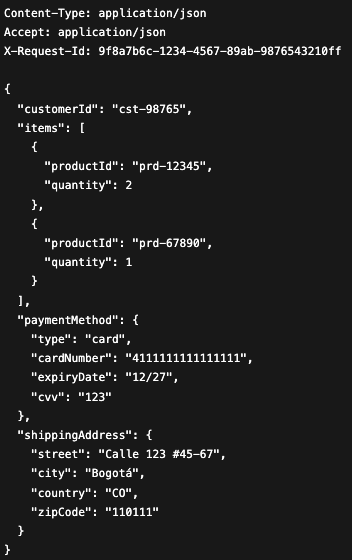 Content-Type: application/json
Accept: application/json
X-Request-Id: 9f8a7b6c-1234-4567-89ab-9876543210ff

{
  "customerId": "cst-98765",
  "items": [
    {
      "productId": "prd-12345",
      "quantity": 2
    },
    {
      "productId": "prd-67890",
      "quantity": 1
    }
  ],
  "paymentMethod": {
    "type": "card",
    "cardNumber": "4111111111111111",
    "expiryDate": "12/27",
    "cvv": "123"
  },
  "shippingAddress": {
    "street": "Calle 123 #45-67",
    "city": "Bogotá",
    "country": "CO",
    "zipCode": "110111"
  }
}